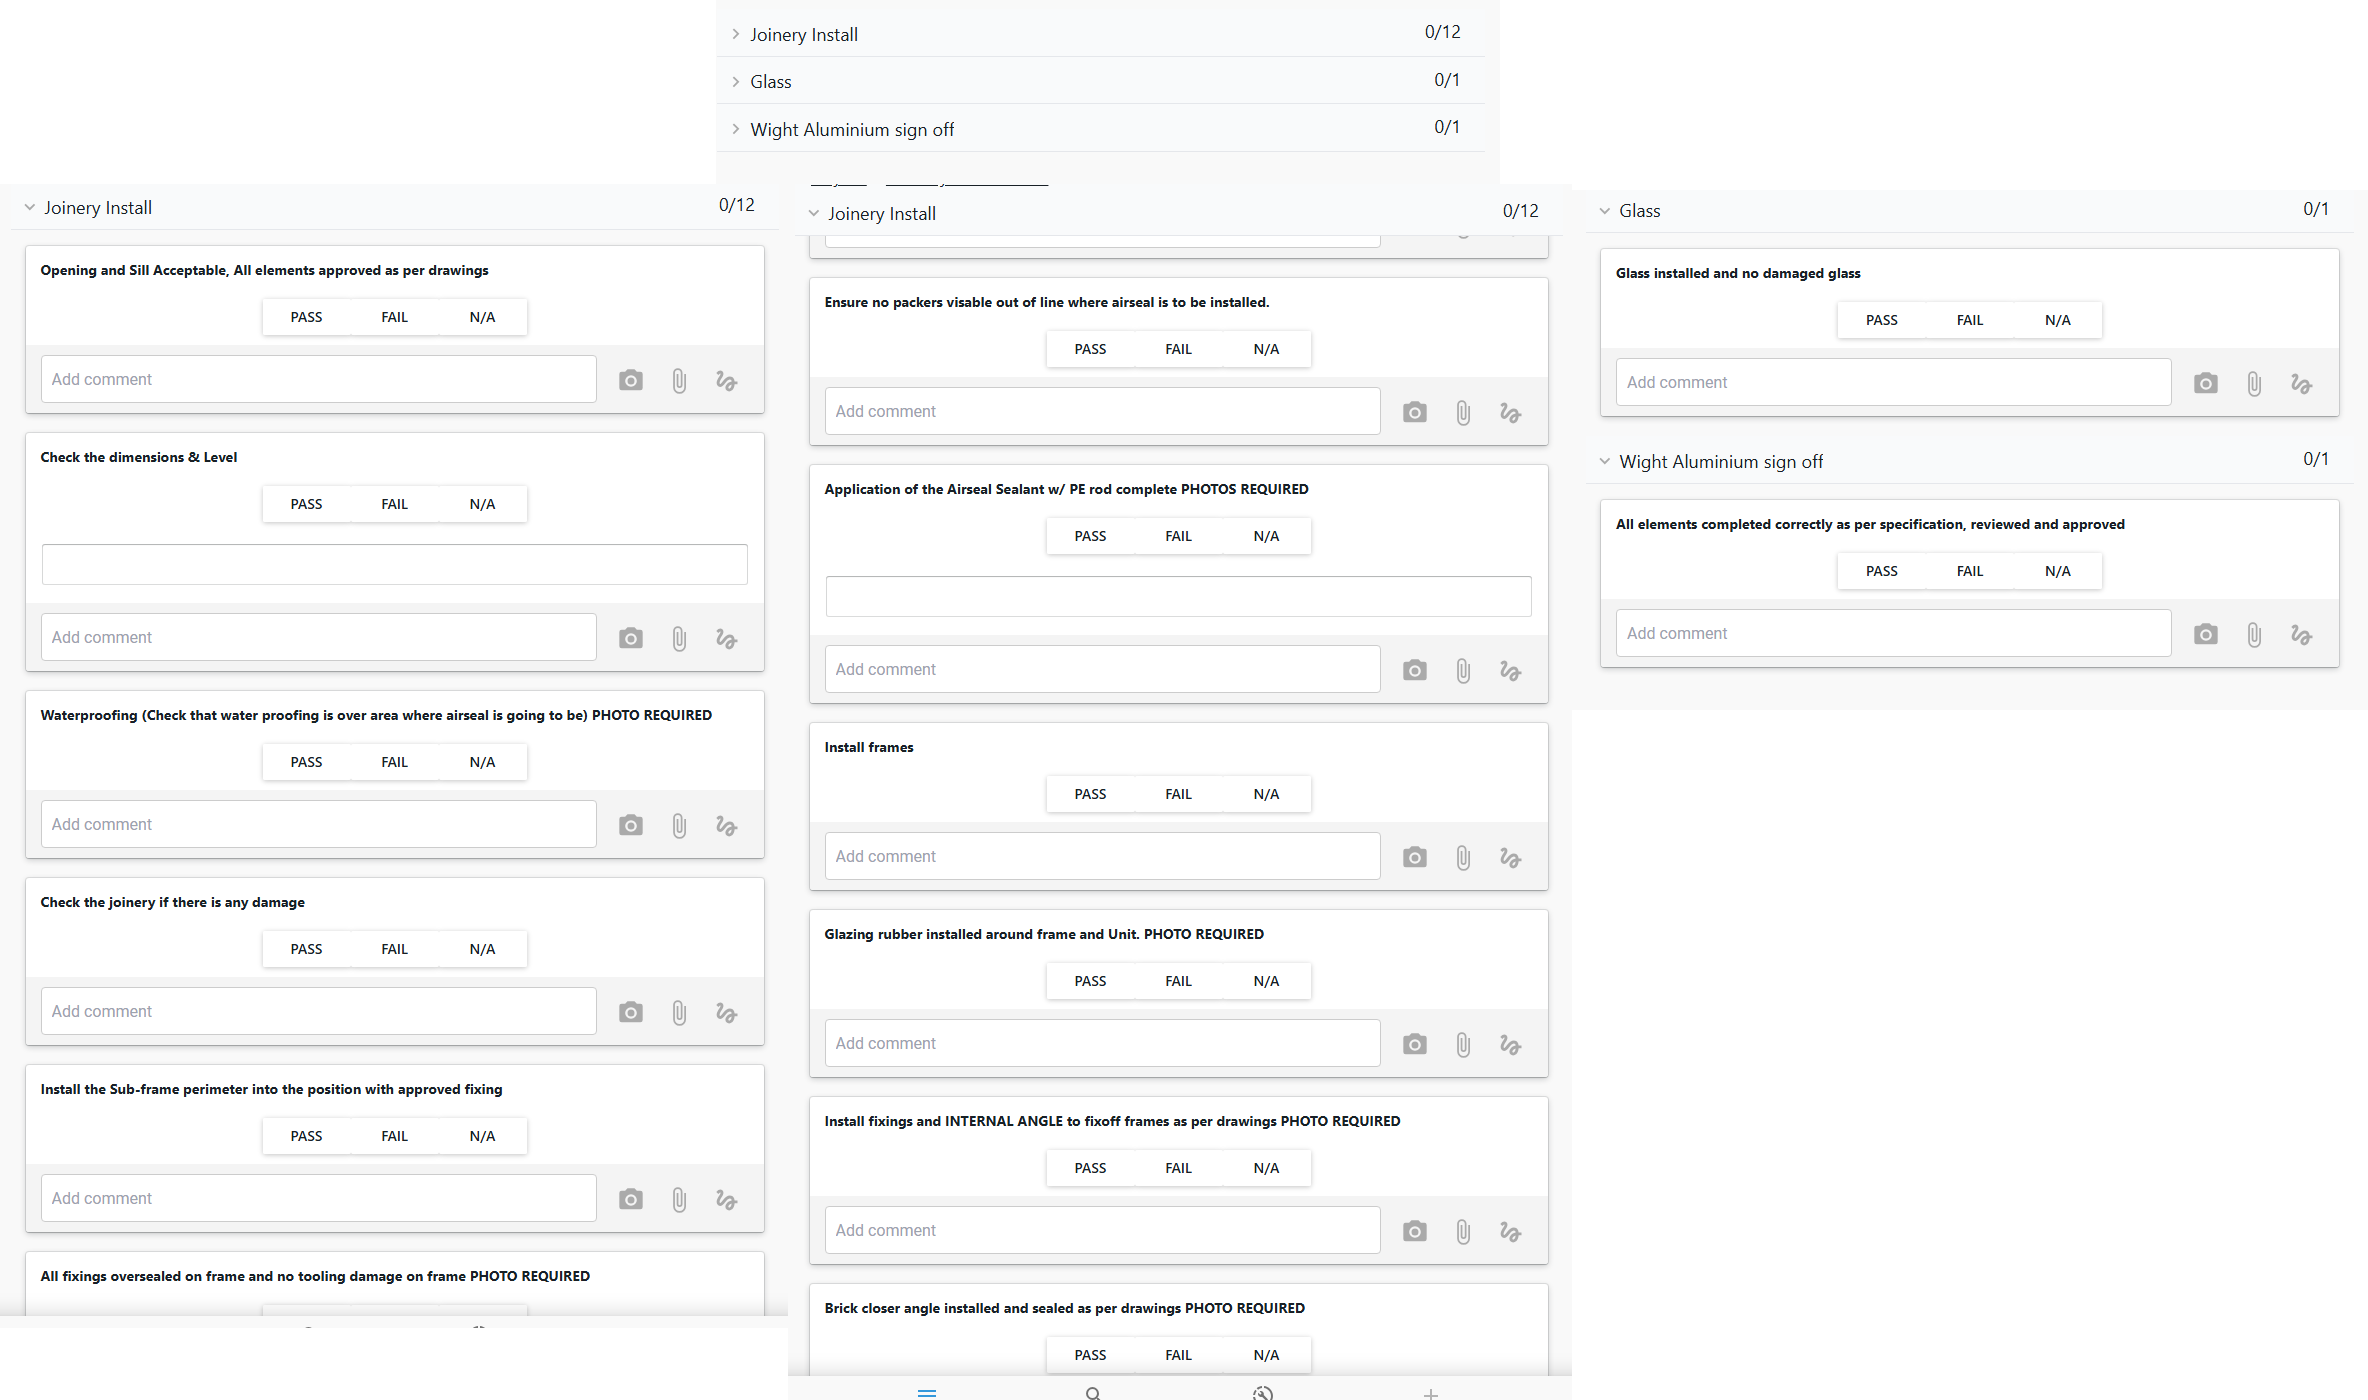 Joinery Install 0/12
Glass 0/1
Wight Aluminium sign off 0/1
Joinery Install 0/12
Opening and Sill Acceptable, All elements approved as per drawings
PASS FAIL N/A
Add comment
Check the dimensions & Level
PASS FAIL N/A
Add comment
Waterproofing (Check that water proofing is over area where airseal is going to be) PHOTO REQUIRED
PASS FAIL N/A
Add comment
Check the joinery if there is any damage
PASS FAIL N/A
Add comment
Install the Sub-frame perimeter into the position with approved fixing
PASS FAIL N/A
Add comment
All fixings oversealed on frame and no tooling damage on frame PHOTO REQUIRED
Joinery Install 0/12
Ensure no packers visable out of line where airseal is to be installed.
PASS FAIL N/A
Add comment
Application of the Airseal Sealant w/ PE rod complete PHOTOS REQUIRED
PASS FAIL N/A
Add comment
Install frames
PASS FAIL N/A
Add comment
Glazing rubber installed around frame and Unit. PHOTO REQUIRED
PASS FAIL N/A
Add comment
Install fixings and INTERNAL ANGLE to fixoff frames as per drawings PHOTO REQUIRED
PASS FAIL N/A
Add comment
Brick closer angle installed and sealed as per drawings PHOTO REQUIRED
PASS FAIL N/A
Glass 0/1
Glass installed and no damaged glass
PASS FAIL N/A
Add comment
Wight Aluminium sign off 0/1
All elements completed correctly as per specification, reviewed and approved
PASS FAIL N/A
Add comment